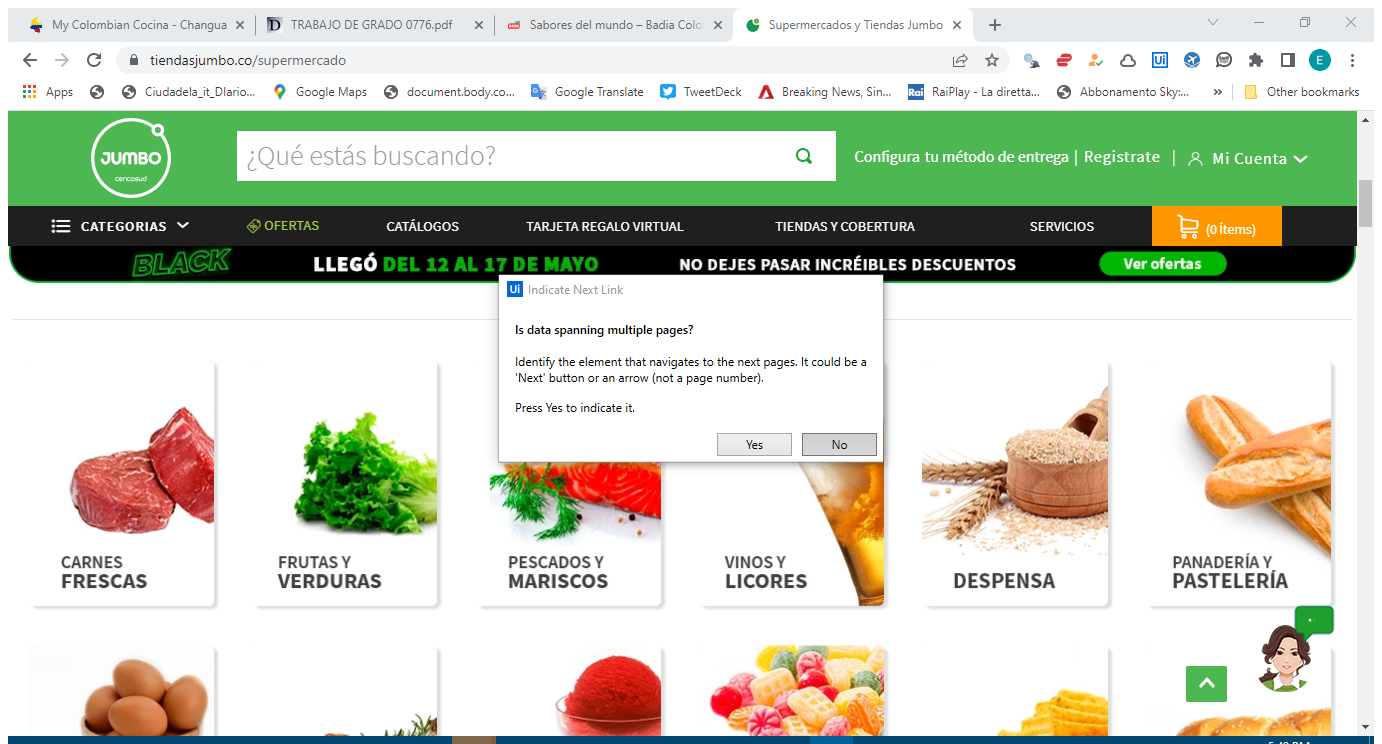 My Colombian Cocina - Changua
TRABAJO DE GRADO 0776.pdf
Sabores del mundo – Badia Colo
Supermercados y Tiendas Jumbo
tiendasjumbo.co/supermercado
Ui
E
Apps
Ciudadela_it_DIario...
Google Maps
document.body.co...
Google Translate
TweetDeck
Breaking News, Sin...
Rai
RaiPlay - La diretta...
Abbonamento Sky:...
»
Other bookmarks
JUMBO
cencosud
¿Qué estás buscando?
Configura tu método de entrega | Registrate | Mi Cuenta
CATEGORIAS
OFERTAS
CATÁLOGOS
TARJETA REGALO VIRTUAL
TIENDAS Y COBERTURA
SERVICIOS
(0 Ítems)
BLACK
LLEGÓ DEL 12 AL 17 DE MAYO
NO DEJES PASAR INCRÉIBLES DESCUENTOS
Ver ofertas
Ui Indicate Next Link
Is data spanning multiple pages?
Identify the element that navigates to the next pages. It could be a
'Next' button or an arrow (not a page number).
Press Yes to indicate it.
Yes
No
CARNES
FRESCAS
FRUTAS Y
VERDURAS
PESCADOS Y
MARISCOS
VINOS Y
LICORES
DESPENSA
PANADERÍA Y
PASTELERÍA